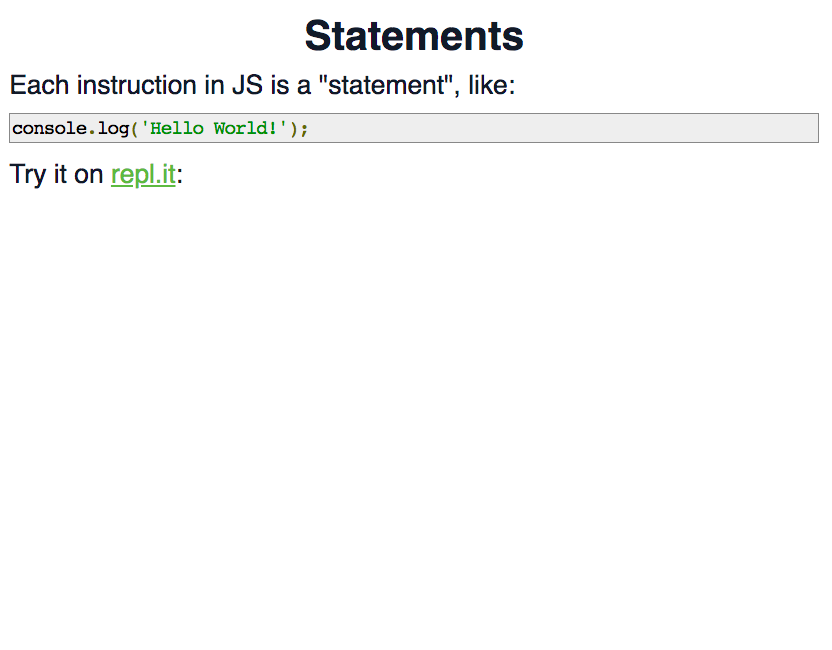 Statements
Each instruction in JS is a "statement", like:
console.log('Hello World!');
Try it on repl.it: